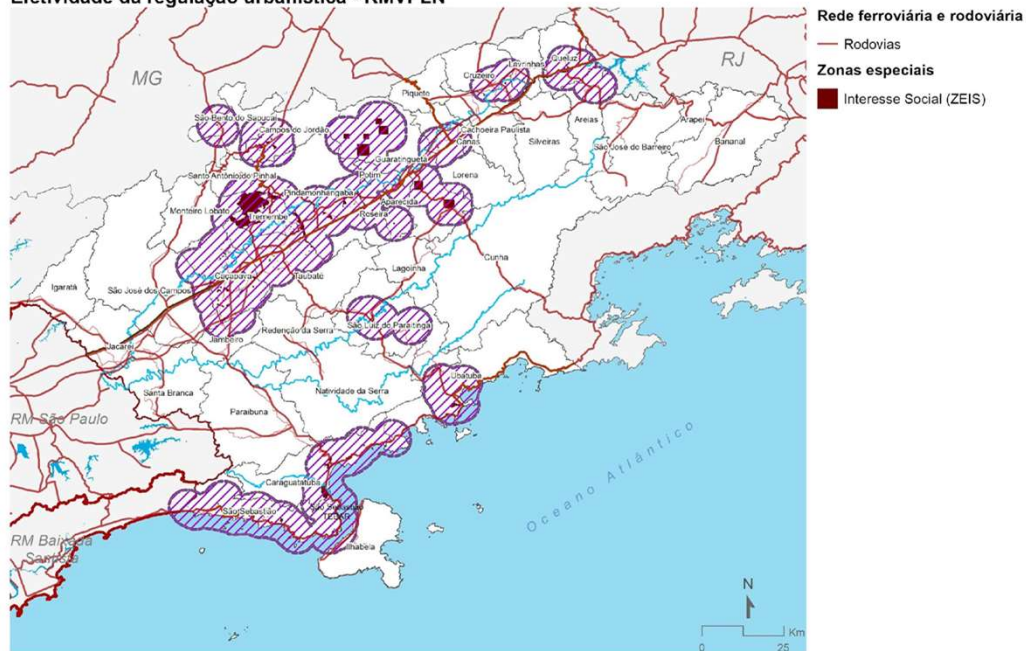 Efetividade da regulação urbanística - RMVPLN
Rede ferroviária e rodoviária
Rodovias
Zonas especiais
Interesse Social (ZEIS)
MG
RJ
Queluz
Lavrinhas
Cruzeiro
Piquete
São Bento do Sapucaí
Campos do Jordão
Cachoeira Paulista
Canas
Areias
Silveiras
Arapeí
São José do Barreiro
Bananal
Guaratinguetá
Santo Antônio do Pinhal
Potim
Lorena
Pindamonhangaba
Aparecida
Monteiro Lobato
Tremembé
Roseira
Cunha
Lagoinha
Caçapava
Taubaté
Igaratá
São José dos Campos
São Luiz do Paraitinga
Redenção da Serra
Jambeiro
Jacareí
Ubatuba
Santa Branca
Natividade da Serra
Paraibuna
RM São Paulo
Oceano Atlântico
Caraguatatuba
São Sebastião
São Sebastião
TEBAR
RM Baixada
Santista
Ilhabela
N
Km
0 25